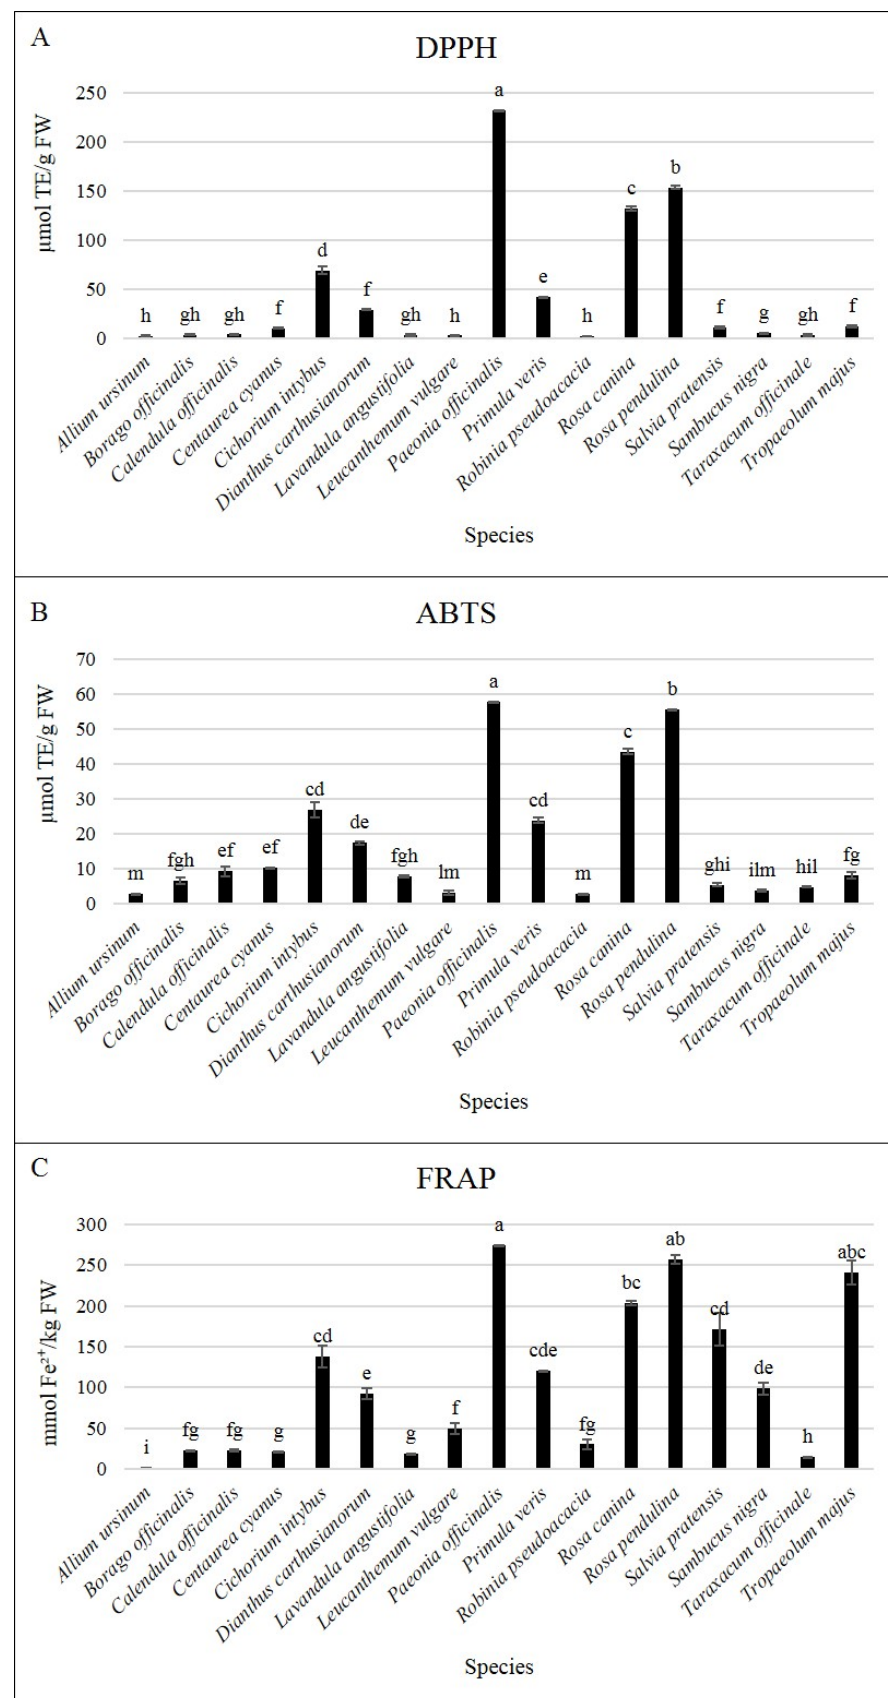 A
DPPH
µmol TE/g FW
250
200
150
100
50
0
h gh gh f d f gh h a e h c b f g gh f
Allium ursinum
Borago officinalis
Calendula officinalis
Centaurea cyanus
Cichorium intybus
Dianthus carthusianorum
Lavandula angustifolia
Leucanthemum vulgare
Paeonia officinalis
Primula veris
Robinia pseudoacacia
Rosa canina
Rosa pendulina
Salvia pratensis
Sambucus nigra
Taraxacum officinale
Tropaeolum majus
Species
B
ABTS
µmol TE/g FW
70
60
50
40
30
20
10
0
m fgh ef ef cd de fgh lm a cd m c b ghi ilm hil fg
Allium ursinum
Borago officinalis
Calendula officinalis
Centaurea cyanus
Cichorium intybus
Dianthus carthusianorum
Lavandula angustifolia
Leucanthemum vulgare
Paeonia officinalis
Primula veris
Robinia pseudoacacia
Rosa canina
Rosa pendulina
Salvia pratensis
Sambucus nigra
Taraxacum officinale
Tropaeolum majus
Species
C
FRAP
mmol Fe²⁺/kg FW
300
250
200
150
100
50
0
i fg fg g cd e g f a cde fg bc ab cd de h abc
Allium ursinum
Borago officinalis
Calendula officinalis
Centaurea cyanus
Cichorium intybus
Dianthus carthusianorum
Lavandula angustifolia
Leucanthemum vulgare
Paeonia officinalis
Primula veris
Robinia pseudoacacia
Rosa canina
Rosa pendulina
Salvia pratensis
Sambucus nigra
Taraxacum officinale
Tropaeolum majus
Species